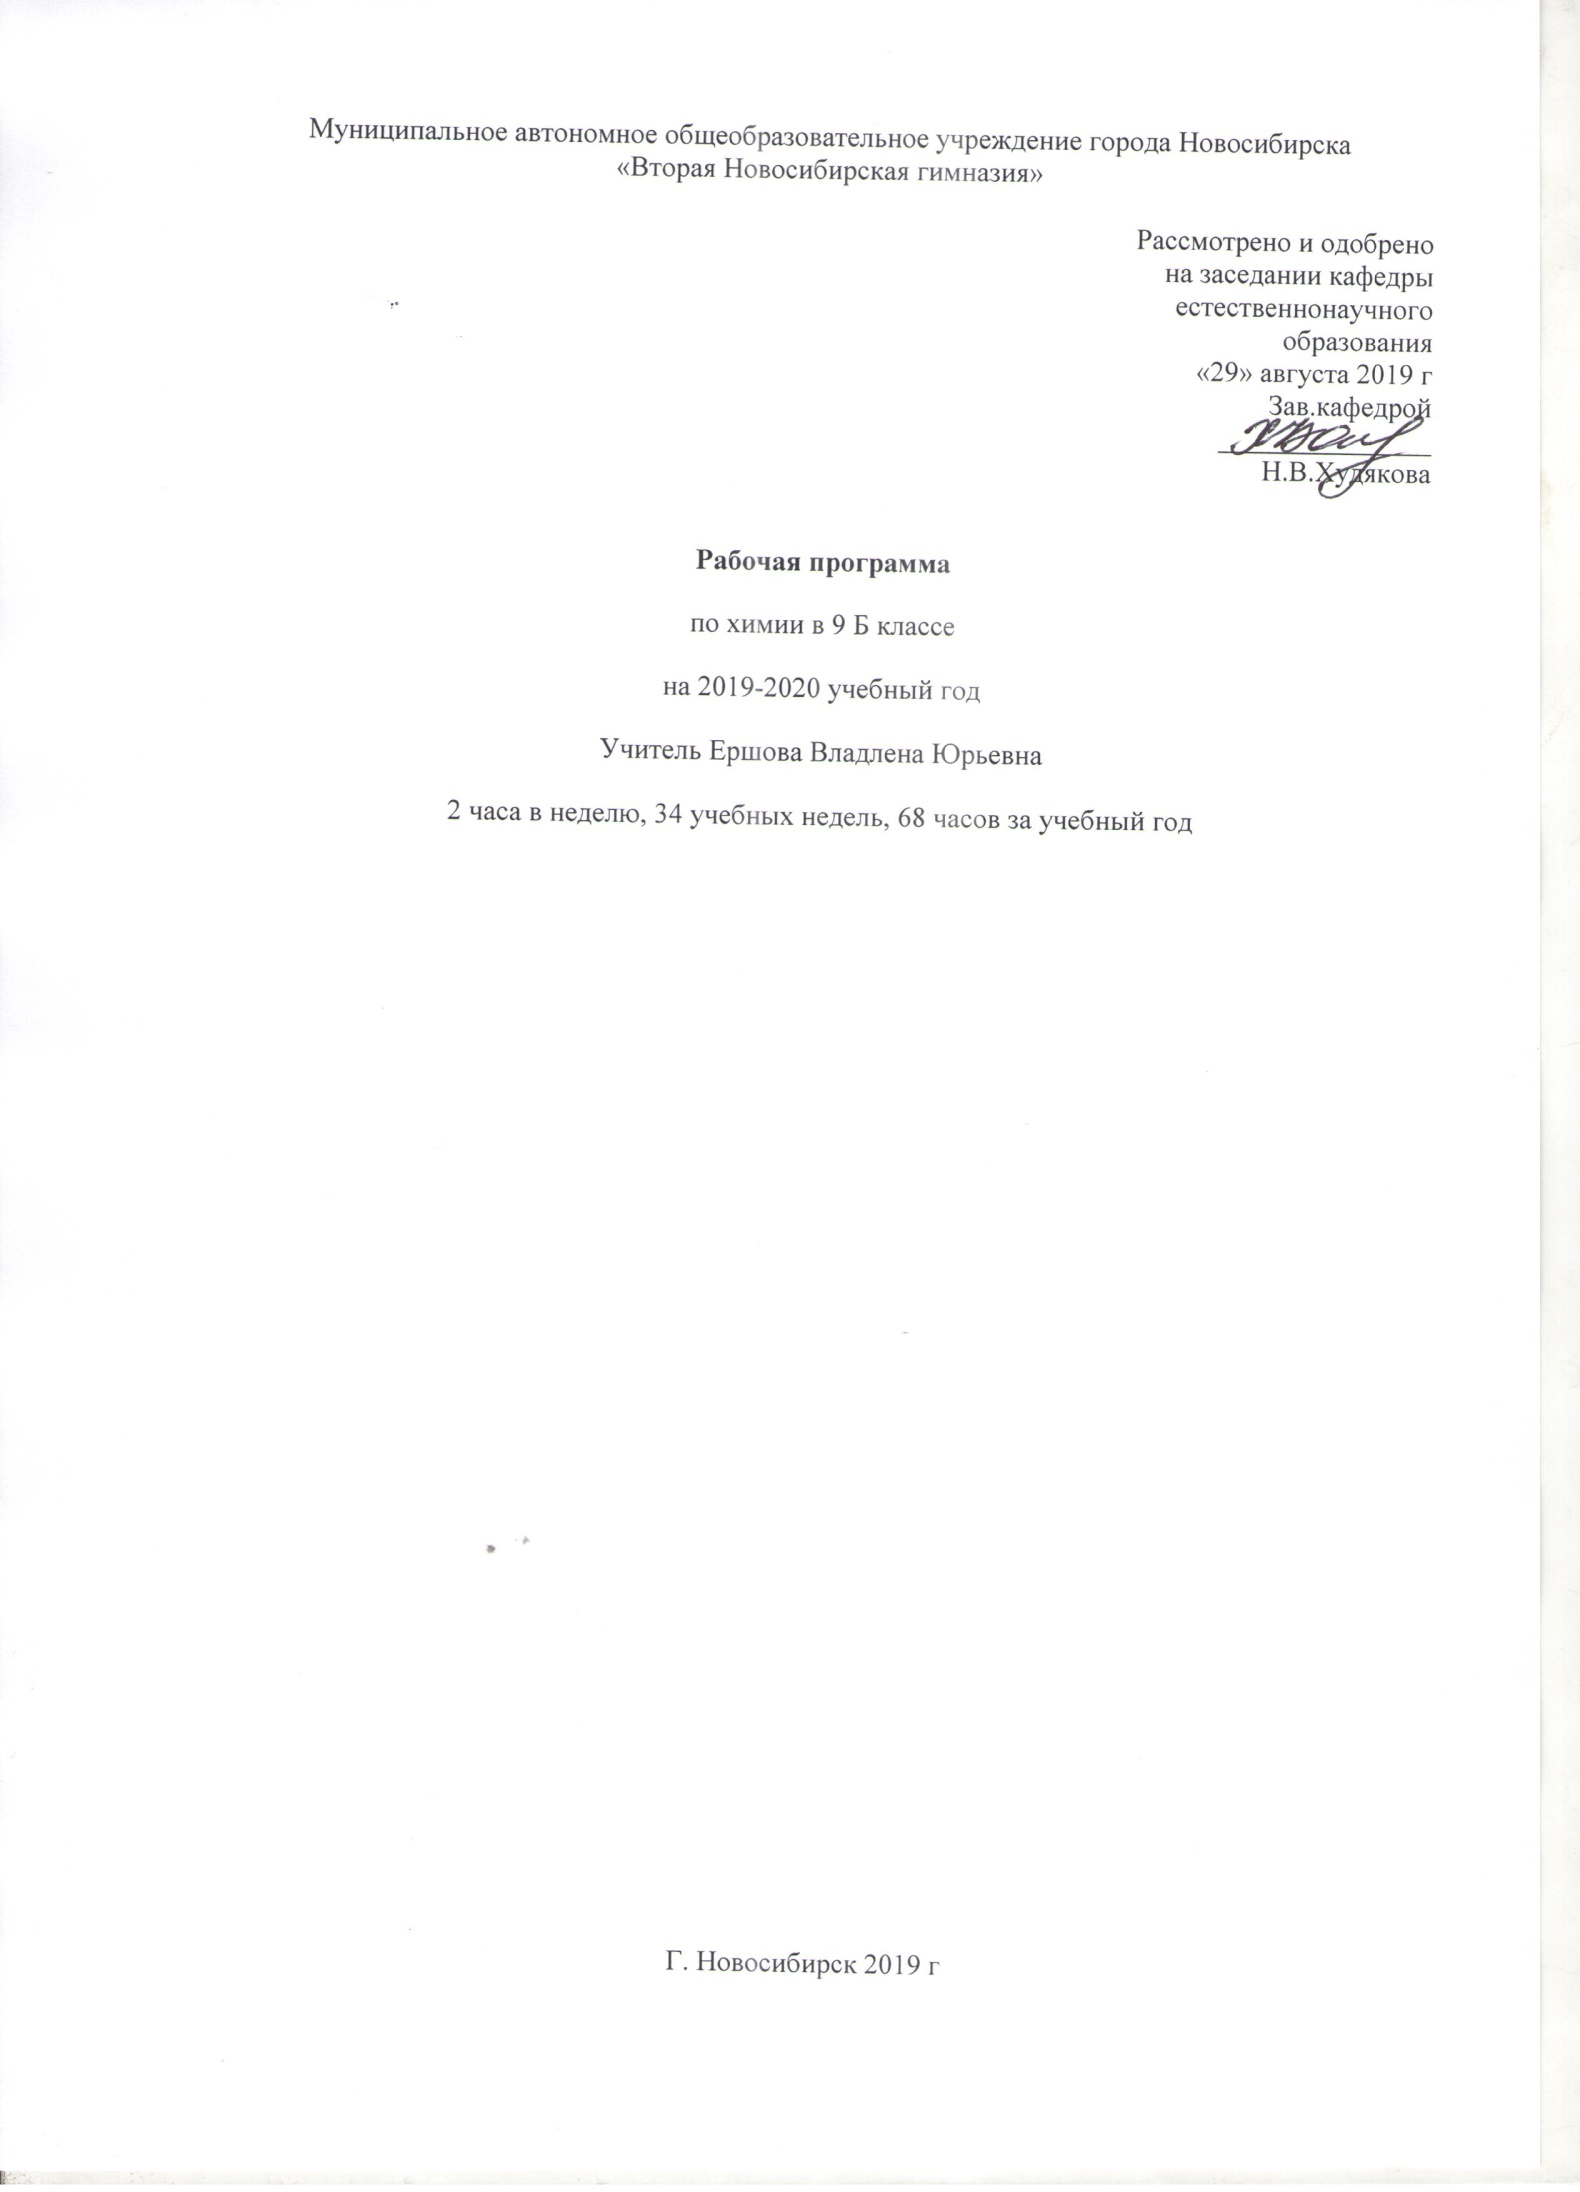 Муниципальное автономное общеобразовательное учреждение города Новосибирска
«Вторая Новосибирская гимназия»
Рассмотрено и одобрено
на заседании кафедры
естественнонаучного
образования
«29» августа 2019 г
Зав.кафедрой
Н.В.Худякова
Рабочая программа
по химии в 9 Б классе
на 2019-2020 учебный год
Учитель Ершова Владлена Юрьевна
2 часа в неделю, 34 учебных недель, 68 часов за учебный год
Г. Новосибирск 2019 г